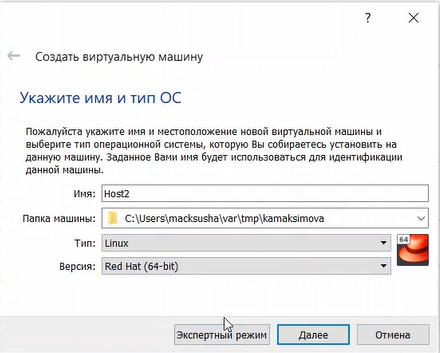 ?
Создать виртуальную машину
Укажите имя и тип ОС
Пожалуйста укажите имя и местоположение новой виртуальной машины и
выберите тип операционной системы, которую Вы собираетесь установить на
данную машину. Заданное Вами имя будет использоваться для идентификации
данной машины.
Имя: Host2
Папка машины: C:\Users\macksusha\var\tmp\kamaksimova
Тип: Linux
64
Версия: Red Hat (64-bit)
Экспертный режим Далее Отмена